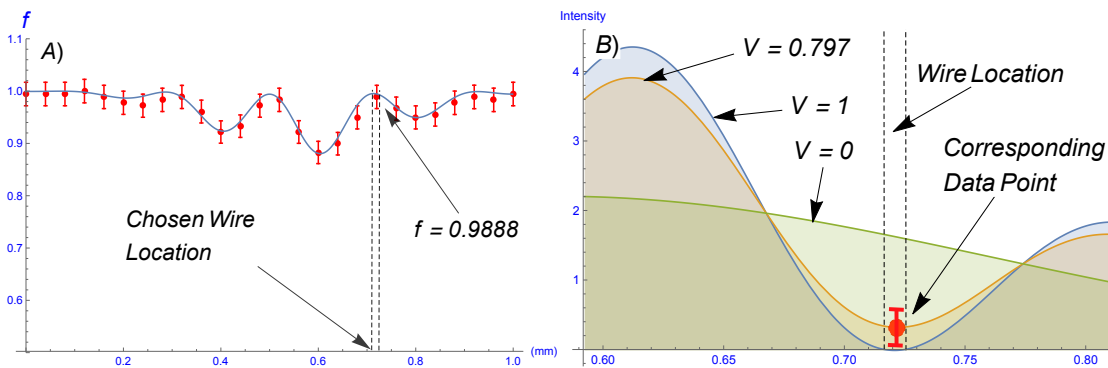 f
A)
1.1
1.0
0.9
0.8
0.7
0.6
0.5
0.2
0.4
0.6
0.8
1.0
(mm)
Chosen Wire
Location
f = 0.9888
Intensity
B)
4
3
2
1
0.60
0.65
0.70
0.75
0.80
V = 0.797
V = 1
V = 0
Wire Location
Corresponding
Data Point